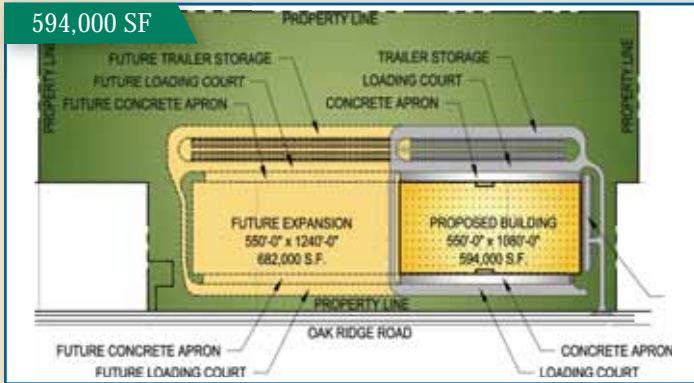 594,000 SF
PROPERTY LINE
PROPERTY LINE
PROPERTY LINE
FUTURE TRAILER STORAGE
TRAILER STORAGE
FUTURE LOADING COURT
LOADING COURT
FUTURE CONCRETE APRON
CONCRETE APRON
FUTURE EXPANSION
550'-0" x 1240'-0"
682,000 S.F.
PROPOSED BUILDING
550'-0" x 1080'-0"
594,000 S.F.
PROPERTY LINE
OAK RIDGE ROAD
FUTURE CONCRETE APRON
CONCRETE APRON
FUTURE LOADING COURT
LOADING COURT